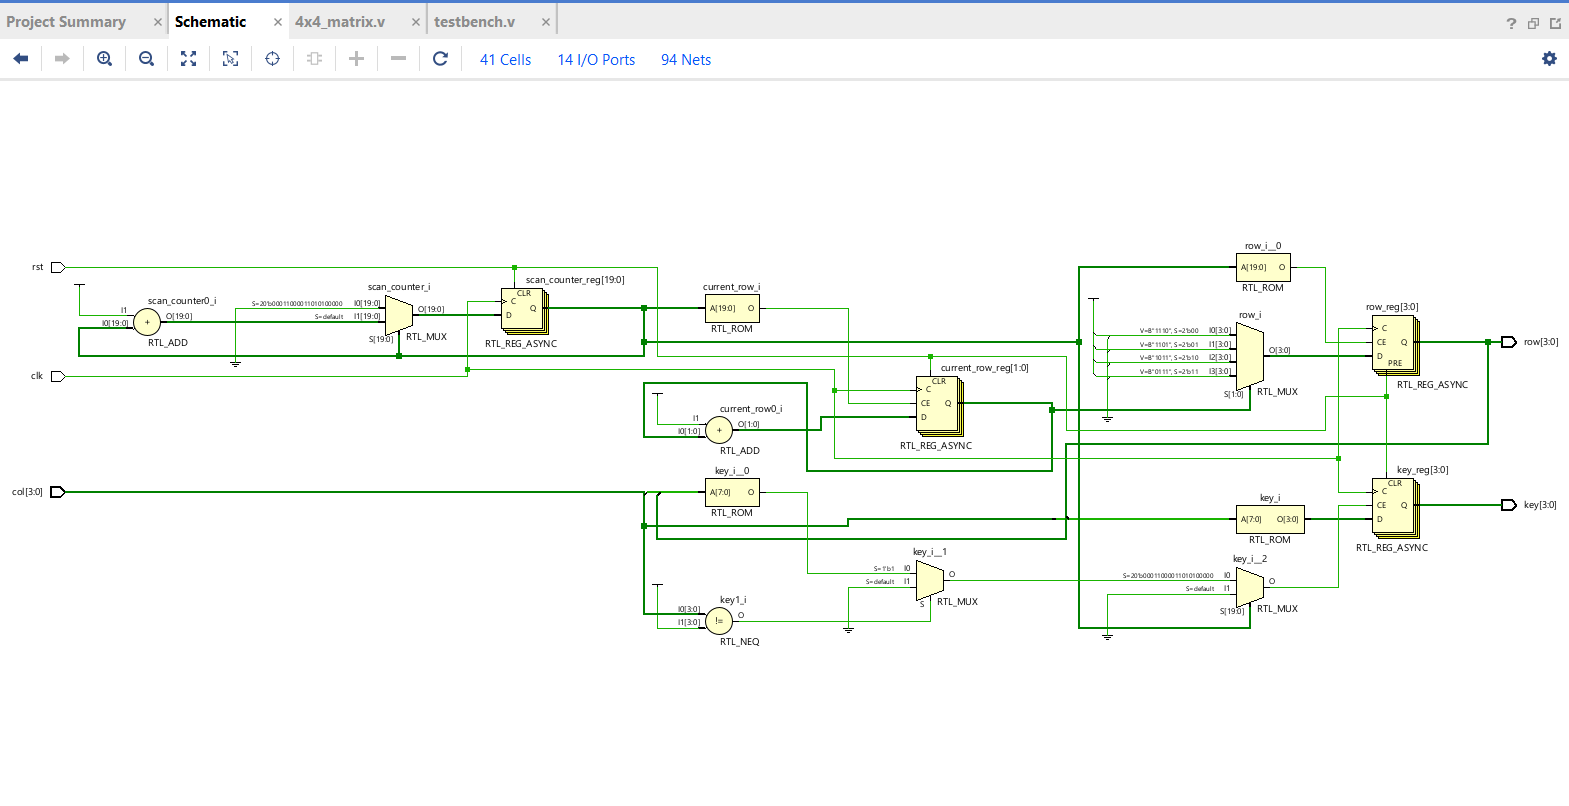 Project Summary
Schematic
4x4_matrix.v
testbench.v
41 Cells
14 I/O Ports
94 Nets
rst
clk
col[3:0]
scan_counter0_i
I1
I0[19:0]
+
O[19:0]
RTL_ADD
scan_counter_i
S=20'b00011000011010100000
I0[19:0]
S=default
I1[19:0]
O[19:0]
S[19:0]
RTL_MUX
scan_counter_reg[19:0]
CLR
C
Q
D
RTL_REG_ASYNC
current_row_i
A[19:0]
O
RTL_ROM
current_row0_i
I1
I0[1:0]
+
O[1:0]
RTL_ADD
current_row_reg[1:0]
CLR
C
CE
Q
D
RTL_REG_ASYNC
key_i__0
A[7:0]
O
RTL_ROM
key1_i
I0[3:0]
I1[3:0]
!=
O
RTL_NEQ
key_i__1
S=1'b1
I0
S=default
I1
O
S
RTL_MUX
row_i__0
A[19:0]
O
RTL_ROM
row_i
V=B"1110", S=2'b00
I0[3:0]
V=B"1101", S=2'b01
I1[3:0]
V=B"1011", S=2'b10
I2[3:0]
V=B"0111", S=2'b11
I3[3:0]
O[3:0]
S[1:0]
RTL_MUX
row_reg[3:0]
C
CE
Q
D
PRE
RTL_REG_ASYNC
row[3:0]
key_i
A[7:0]
O[3:0]
RTL_ROM
key_i__2
S=20'b00011000011010100000
I0
S=default
I1
O
S[19:0]
RTL_MUX
key_reg[3:0]
CLR
C
CE
Q
D
RTL_REG_ASYNC
key[3:0]